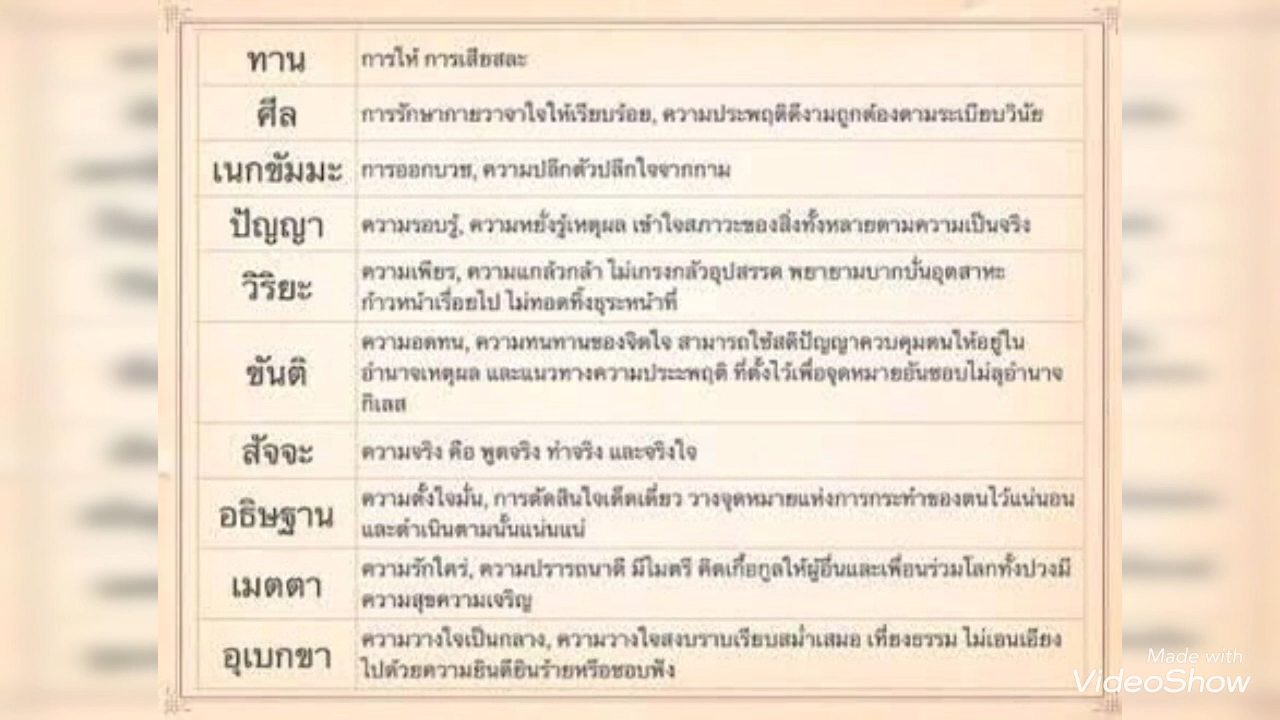 ทาน
การให้ การเสียสละ
ศีล
การรักษากายวาจาใจให้เรียบร้อย, ความประพฤติดีงามถูกต้องตามระเบียบวินัย
เนกขัมมะ
การออกบวช, ความปลีกตัวปลีกใจจากกาม
ปัญญา
ความรอบรู้, ความหยั่งรู้เหตุผล เข้าใจสภาวะของสิ่งทั้งหลายตามความเป็นจริง
วิริยะ
ความเพียร, ความแกล้วกล้า ไม่เกรงกลัวอุปสรรค พยายามบากบั่นอุตสาหะ
ก้าวหน้าเรื่อยไป ไม่ทอดทิ้งธุระหน้าที่
ขันติ
ความอดทน, ความทนทานของจิตใจ สามารถใช้สติปัญญาควบคุมตนให้อยู่ใน
อำนาจเหตุผล และแนวทางความประะพฤติ ที่ตั้งไว้เพื่อจุดหมายอันชอบไม่ลุอำนาจ
กิเลส
สัจจะ
ความจริง คือ พูดจริง ทำจริง และจริงใจ
อธิษฐาน
ความตั้งใจมั่น, การตัดสินใจเด็ดเดี่ยว วางจุดหมายแห่งการกระทำของตนไว้แน่นอน
และดำเนินตามนั้นแน่นแน่
เมตตา
ความรักใคร่, ความปรารถนาดี มีไมตรี คิดเกื้อกูลให้ผู้อื่นและเพื่อนร่วมโลกทั้งปวงมี
ความสุขความเจริญ
อุเบกขา
ความวางใจเป็นกลาง, ความวางใจสงบราบเรียบสม่ำเสมอ เที่ยงธรรม ไม่เอนเอียง
ไปด้วยความยินดียินร้ายหรือชอบพัง
Made with
VideoShow